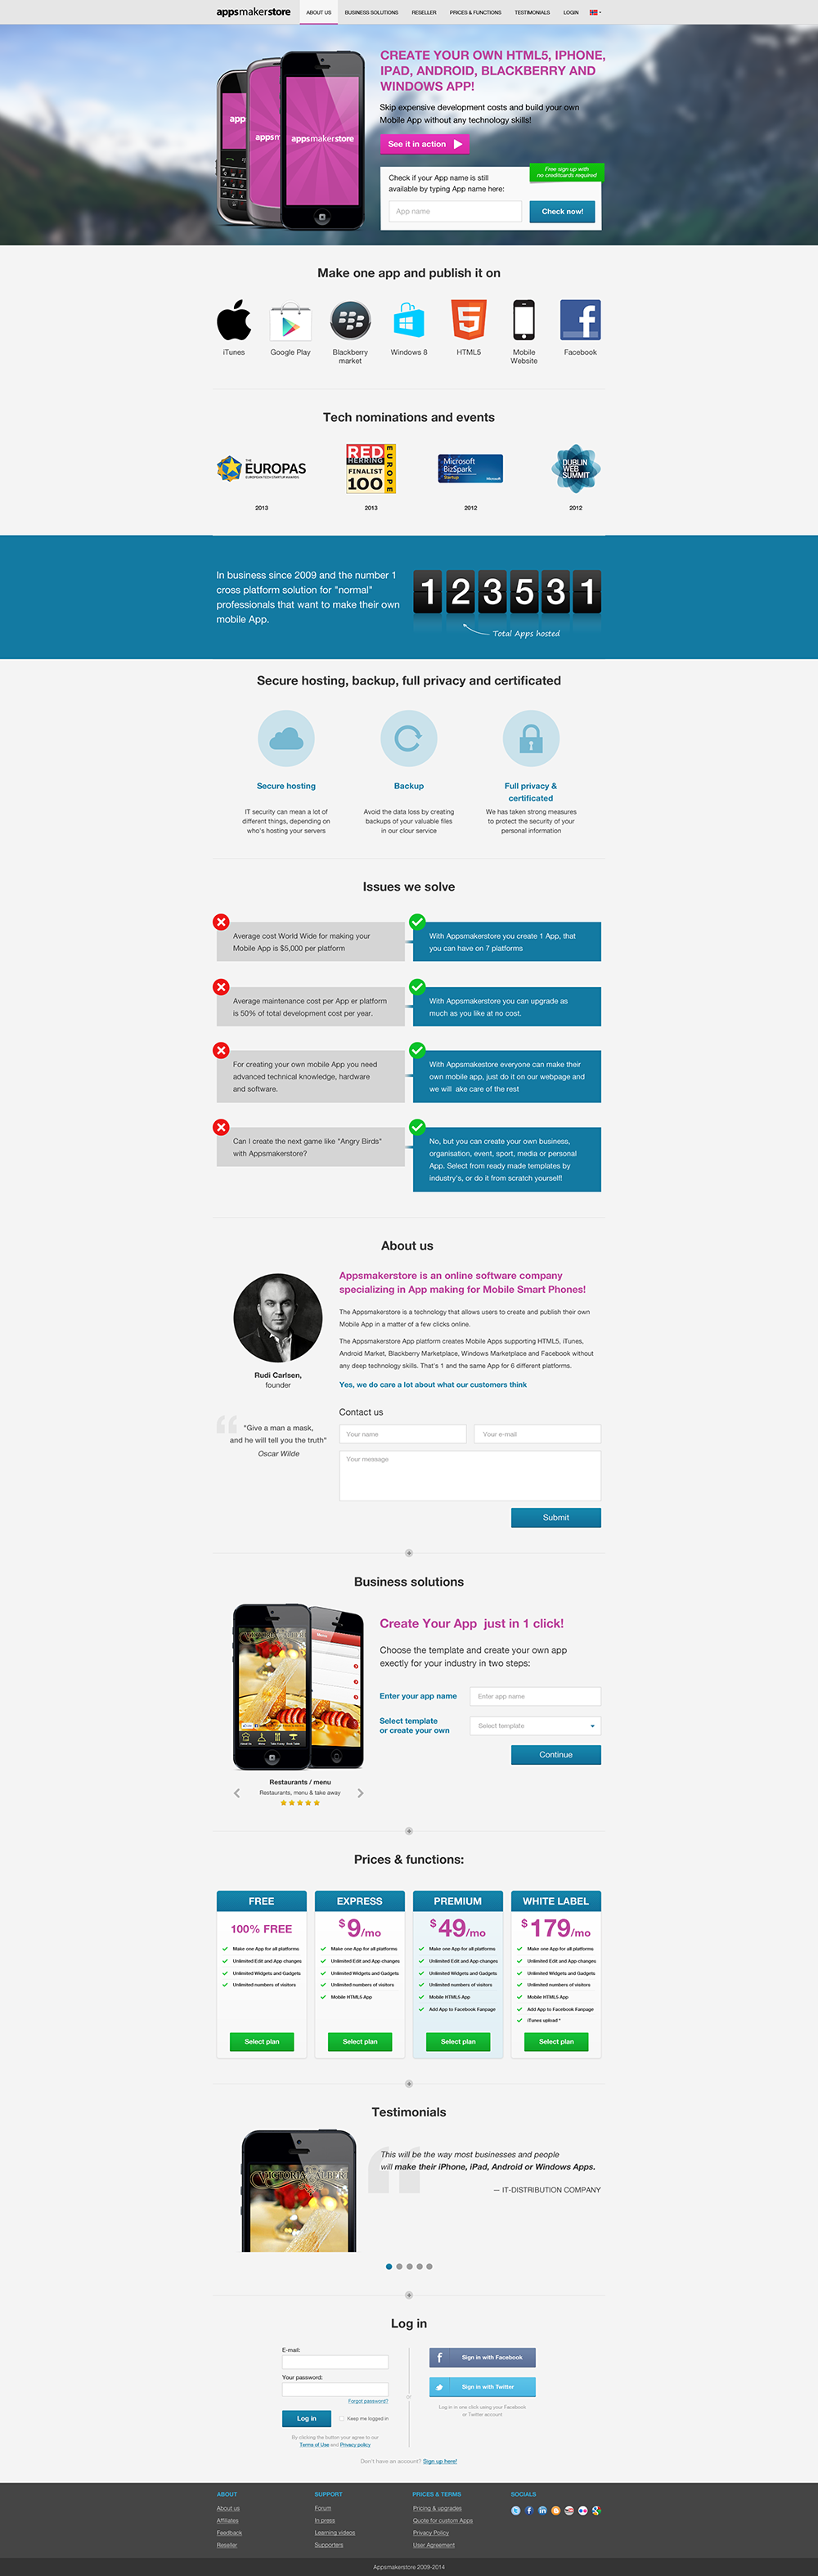 appsmakerstore
ABOUT US
BUSINESS SOLUTIONS
RESELLER
PRICES & FUNCTIONS
TESTIMONIALS
LOGIN
CREATE YOUR OWN HTML5, IPHONE,
IPAD, ANDROID, BLACKBERRY AND
WINDOWS APP!
Skip expensive development costs and build your own
Mobile App without any technology skills!
See it in action
app
apps
appsmakerstore
Check if your App name is still
available by typing App name here:
Free sign up with
no creditcards required
App name
Check now!
Make one app and publish it on
iTunes
Google Play
Blackberry
market
Windows 8
HTML5
Mobile
Website
Facebook
Tech nominations and events
THE
EUROPAS
EUROPEAN TECH STARTUP AWARDS
2013
RED
HERRING
FINALIST
100
EUROPE
2013
Microsoft
BizSpark
Startup
Microsoft
2012
DUBLIN
WEB
SUMMIT
2012
In business since 2009 and the number 1
cross platform solution for "normal"
professionals that want to make their own
mobile App.
123531
Total Apps hosted
Secure hosting, backup, full privacy and certificated
Secure hosting
IT security can mean a lot of
different things, depending on
who's hosting your servers
Backup
Avoid the data loss by creating
backups of your valuable files
in our clour service
Full privacy &
certificated
We has taken strong measures
to protect the security of your
personal information
Issues we solve
Average cost World Wide for making your
Mobile App is $5,000 per platform
With Appsmakerstore you create 1 App, that
you can have on 7 platforms
Average maintenance cost per App er platform
is 50% of total development cost per year.
With Appsmakerstore you can upgrade as
much as you like at no cost.
For creating your own mobile App you need
advanced technical knowledge, hardware
and software.
With Appsmakestore everyone can make their
own mobile app, just do it on our webpage and
we will ake care of the rest
Can I create the next game like "Angry Birds"
with Appsmakerstore?
No, but you can create your own business,
organisation, event, sport, media or personal
App. Select from ready made templates by
industry's, or do it from scratch yourself!
About us
Rudi Carlsen,
founder
"Give a man a mask,
and he will tell you the truth"
Oscar Wilde
Appsmakerstore is an online software company
specializing in App making for Mobile Smart Phones!
The Appsmakerstore is a technology that allows users to create and publish their own
Mobile App in a matter of a few clicks online.
The Appsmakerstore App platform creates Mobile Apps supporting HTML5, iTunes,
Android Market, Blackberry Marketplace, Windows Marketplace and Facebook without
any deep technology skills. That's 1 and the same App for 6 different platforms.
Yes, we do care a lot about what our customers think
Contact us
Your name
Your e-mail
Your message
Submit
Business solutions
Restaurants / menu
Restaurants, menu & take away
Create Your App just in 1 click!
Choose the template and create your own app
exectly for your industry in two steps:
Enter your app name
Enter app name
Select template
or create your own
Select template
Continue
Prices & functions:
FREE
100% FREE
Make one App for all platforms
Unlimited Edit and App changes
Unlimited Widgets and Gadgets
Unlimited numbers of visitors
Select plan
EXPRESS
$9/mo
Make one App for all platforms
Unlimited Edit and App changes
Unlimited Widgets and Gadgets
Unlimited numbers of visitors
Mobile HTML5 App
Select plan
PREMIUM
$49/mo
Make one App for all platforms
Unlimited Edit and App changes
Unlimited Widgets and Gadgets
Unlimited numbers of visitors
Mobile HTML5 App
Add App to Facebook Fanpage
Select plan
WHITE LABEL
$179/mo
Make one App for all platforms
Unlimited Edit and App changes
Unlimited Widgets and Gadgets
Unlimited numbers of visitors
Mobile HTML5 App
Add App to Facebook Fanpage
iTunes upload *
Select plan
Testimonials
This will be the way most businesses and people
will make their iPhone, iPad, Android or Windows Apps.
— IT-DISTRIBUTION COMPANY
Log in
E-mail:
Your password:
Forgot password?
Log in
Keep me logged in
By clicking the button your agree to our
Terms of Use and Privacy policy
or
Sign in with Facebook
Sign in with Twitter
Log in in one click using your Facebook
or Twitter account
Don't have an account? Sign up here!
ABOUT
About us
Affiliates
Feedback
Reseller
SUPPORT
Forum
In press
Learning videos
Supporters
PRICES & TERMS
Pricing & upgrades
Quote for custom Apps
Privacy Policy
User Agreement
SOCIALS
Appsmakerstore 2009-2014